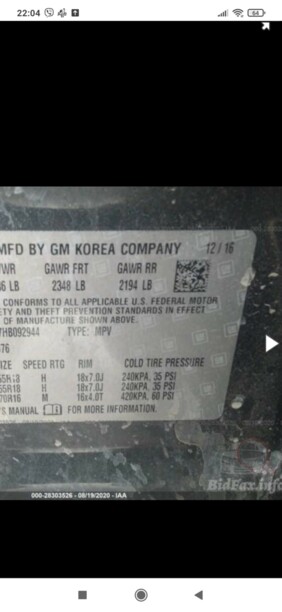 22:04
64
MFD BY GM KOREA COMPANY 12/16
VWR GAWR FRT GAWR RR
86 LB 2348 LB 2194 LB
CONFORMS TO ALL APPLICABLE U.S. FEDERAL MOTOR
ETY AND THEFT PREVENTION STANDARDS IN EFFECT
OF MANUFACTURE SHOWN ABOVE.
7HB092944 TYPE: MPV
476
IZE SPEED RTG RIM COLD TIRE PRESSURE
55R18 H 18x7.0J 240KPA, 35 PSI
55R18 H 18x7.0J 240KPA, 35 PSI
70R16 M 16x4.0T 420KPA, 60 PSI
'S MANUAL FOR MORE INFORMATION.
BidFax.info
000-28303526 - 08/19/2020 - IAA